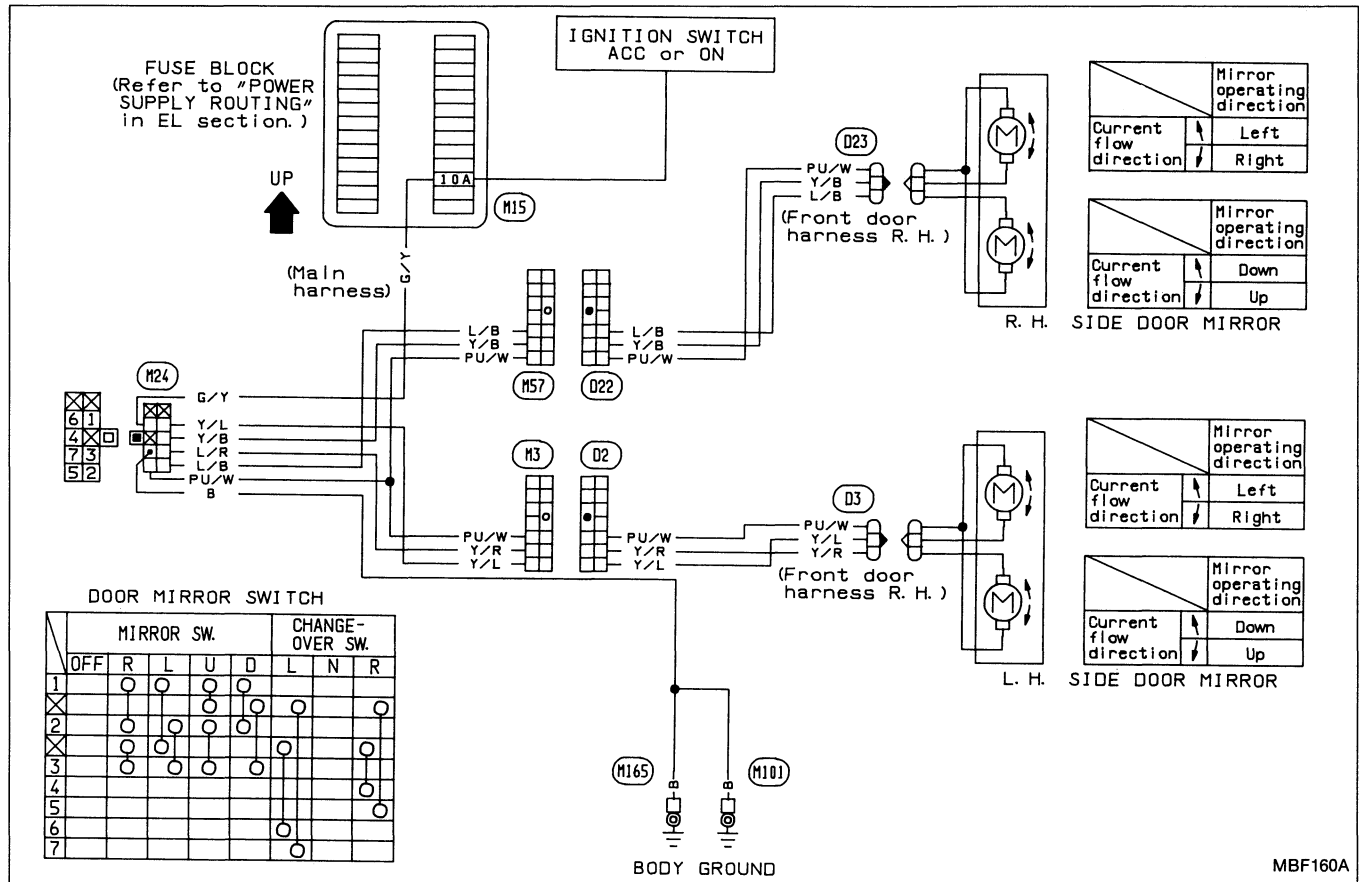 FUSE BLOCK
(Refer to "POWER
SUPPLY ROUTING"
in EL section.)
IGNITION SWITCH
ACC or ON
UP
10A
M15
(Main
harness)
G/Y
D23
PU/W
Y/B
L/B
(Front door
harness R. H.)
M
M
R. H. SIDE DOOR MIRROR
Mirror
operating
direction
Current
flow
direction
Left
Right
Mirror
operating
direction
Current
flow
direction
Down
Up
L/B
Y/B
PU/W
M57
D22
L/B
Y/B
PU/W
M24
6 1
4
7 3
5 2
G/Y
Y/L
Y/B
L/R
L/B
PU/W
B
M3
D2
PU/W
Y/R
Y/L
PU/W
Y/R
Y/L
D3
PU/W
Y/L
Y/R
(Front door
harness R. H.)
M
M
L. H. SIDE DOOR MIRROR
Mirror
operating
direction
Current
flow
direction
Left
Right
Mirror
operating
direction
Current
flow
direction
Down
Up
DOOR MIRROR SWITCH
MIRROR SW.
CHANGE-
OVER SW.
OFF R L U D L N R
1
2
3
4
5
6
7
M165
M101
B
B
BODY GROUND
MBF160A